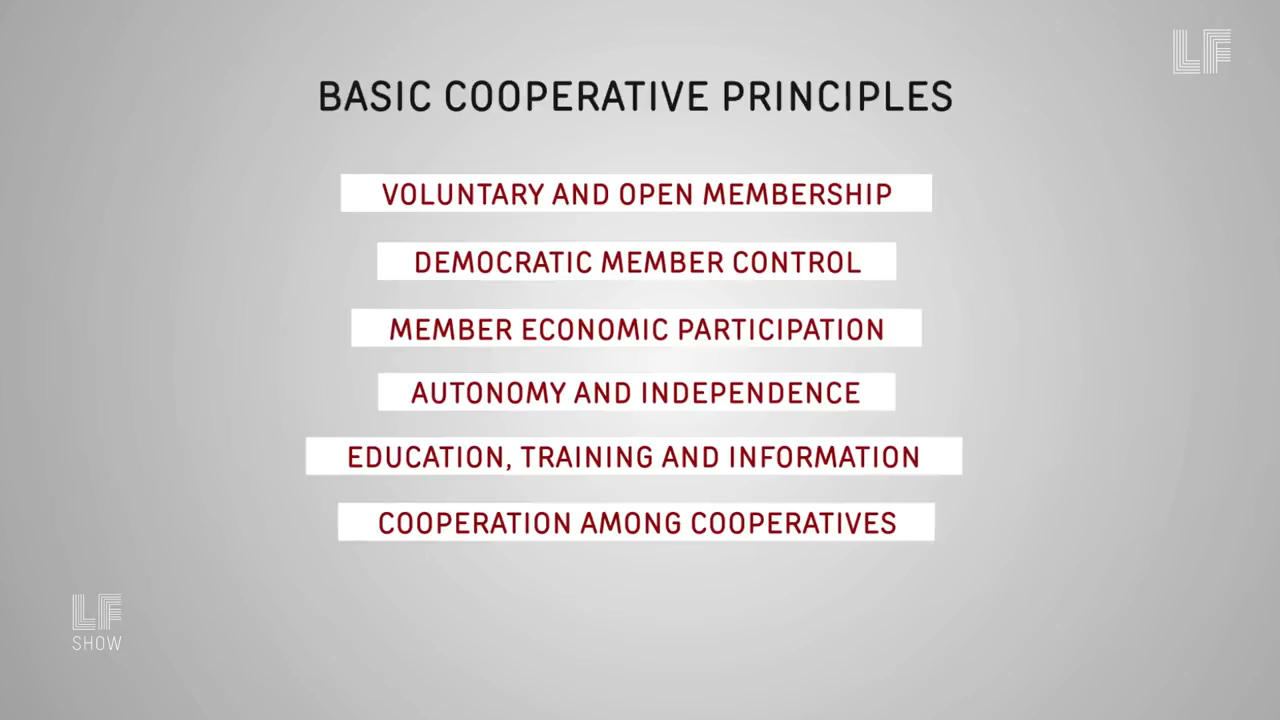 LF
BASIC COOPERATIVE PRINCIPLES
VOLUNTARY AND OPEN MEMBERSHIP
DEMOCRATIC MEMBER CONTROL
MEMBER ECONOMIC PARTICIPATION
AUTONOMY AND INDEPENDENCE
EDUCATION, TRAINING AND INFORMATION
COOPERATION AMONG COOPERATIVES
LF
SHOW